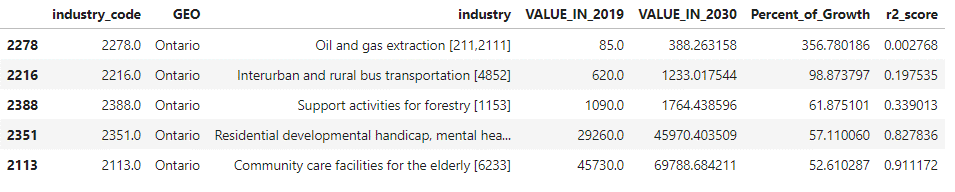 industry_code GEO industry VALUE_IN_2019 VALUE_IN_2030 Percent_of_Growth r2_score
2278 2278.0 Ontario Oil and gas extraction [211,2111] 85.0 388.263158 356.780186 0.002768
2216 2216.0 Ontario Interurban and rural bus transportation [4852] 620.0 1233.017544 98.873797 0.197535
2388 2388.0 Ontario Support activities for forestry [1153] 1090.0 1764.438596 61.875101 0.339013
2351 2351.0 Ontario Residential developmental handicap, mental hea... 29260.0 45970.403509 57.110060 0.827836
2113 2113.0 Ontario Community care facilities for the elderly [6233] 45730.0 69788.684211 52.610287 0.911172